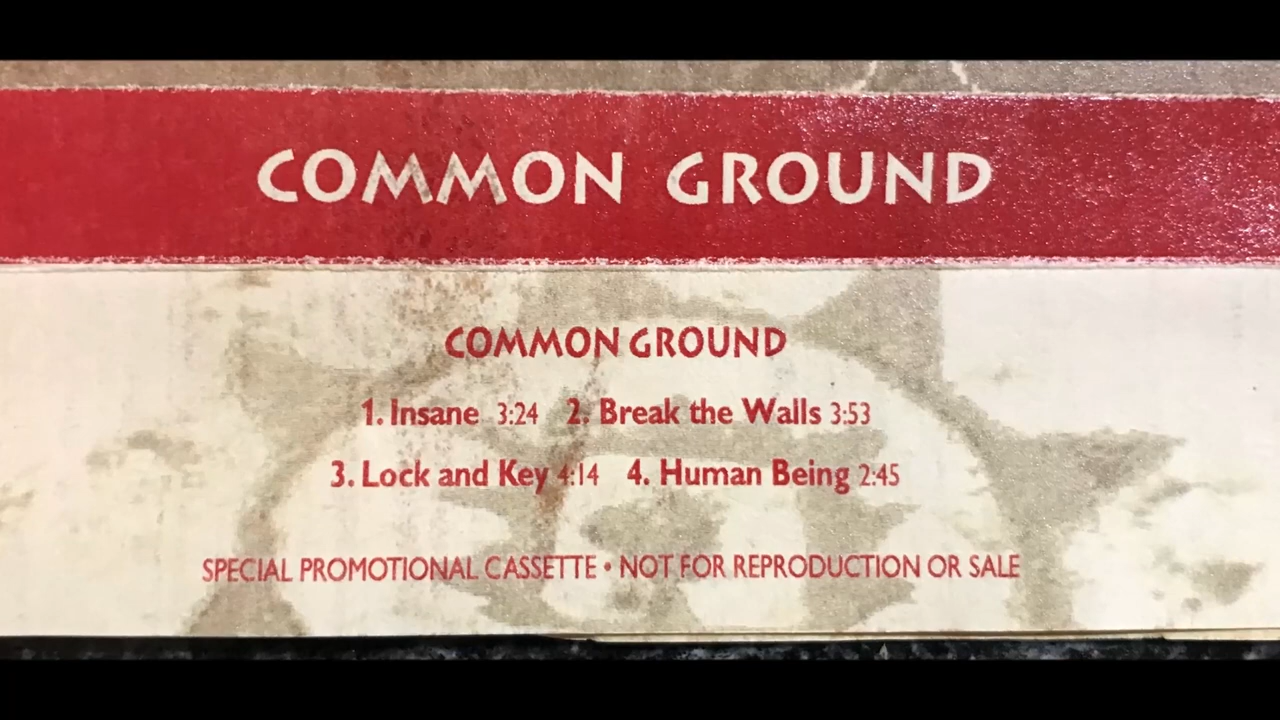 COMMON GROUND
COMMON GROUND
1. Insane 3:24 2. Break the Walls 3:53
3. Lock and Key 4:14 4. Human Being 2:45
SPECIAL PROMOTIONAL CASSETTE • NOT FOR REPRODUCTION OR SALE